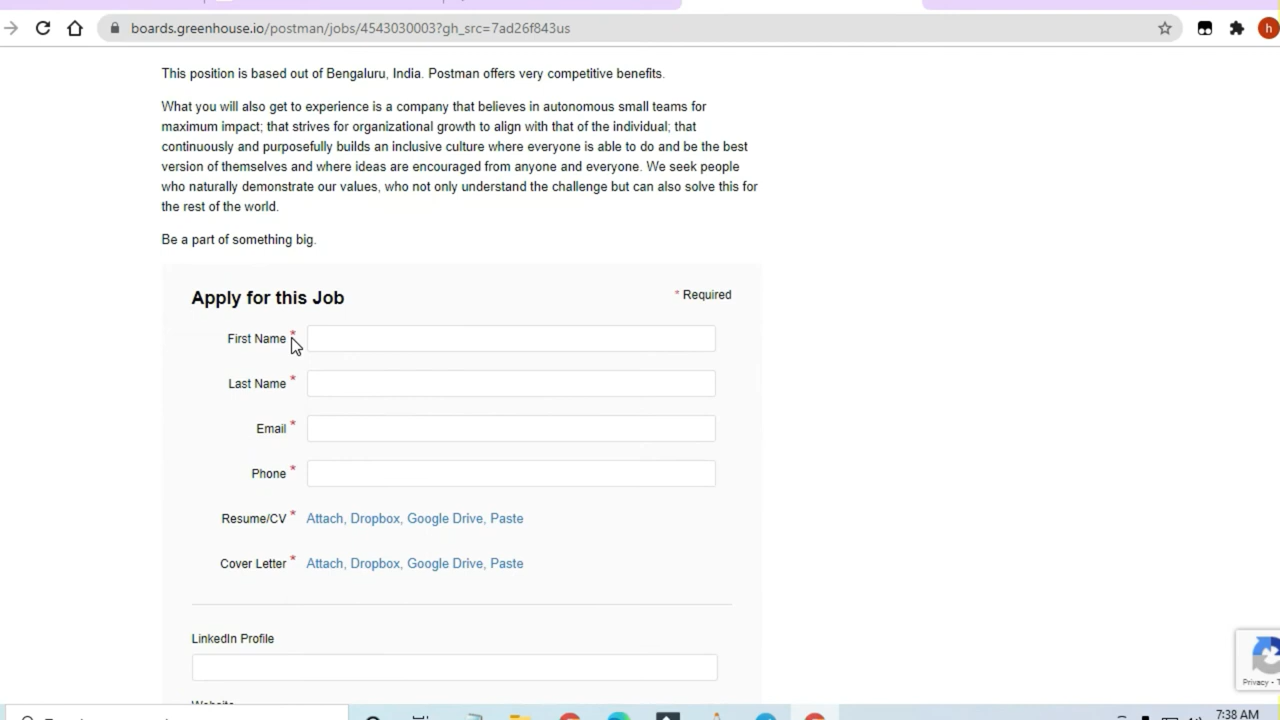 boards.greenhouse.io/postman/jobs/4543030003?gh_src=7ad26f843us
h
This position is based out of Bengaluru, India. Postman offers very competitive benefits.
What you will also get to experience is a company that believes in autonomous small teams for
maximum impact; that strives for organizational growth to align with that of the individual; that
continuously and purposefully builds an inclusive culture where everyone is able to do and be the best
version of themselves and where ideas are encouraged from anyone and everyone. We seek people
who naturally demonstrate our values, who not only understand the challenge but can also solve this for
the rest of the world.
Be a part of something big.
Apply for this Job
* Required
First Name *
Last Name *
Email *
Phone *
Resume/CV * Attach, Dropbox, Google Drive, Paste
Cover Letter * Attach, Dropbox, Google Drive, Paste
LinkedIn Profile
Privacy - T
7:38 AM